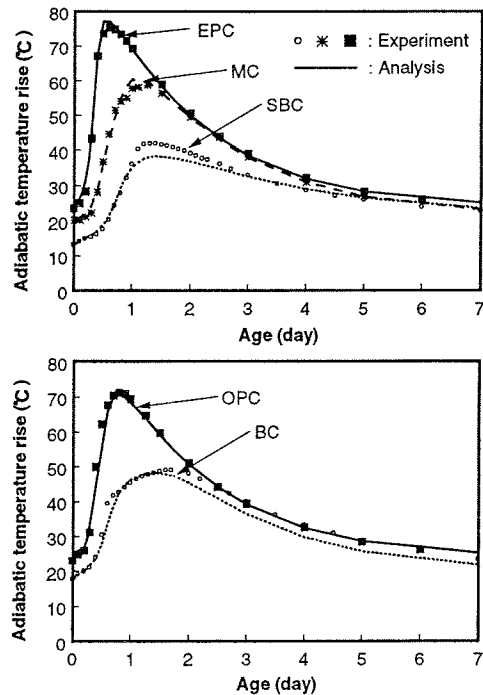 80
70
60
50
40
30
20
10
0
Adiabatic temperature rise (℃)
EPC
MC
SBC
: Experiment
: Analysis
0 1 2 3 4 5 6 7
Age (day)
80
70
60
50
40
30
20
10
0
Adiabatic temperature rise (℃)
OPC
BC
0 1 2 3 4 5 6 7
Age (day)